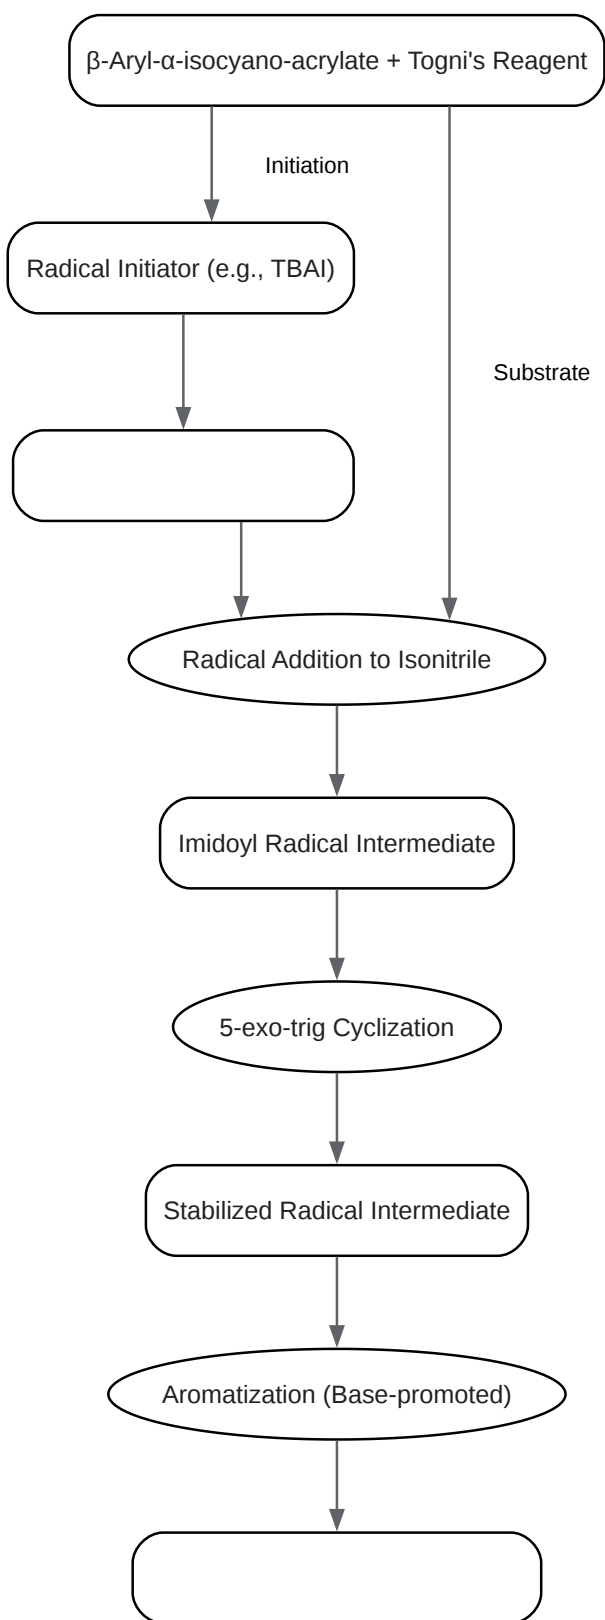 β-Aryl-α-isocyano-acrylate + Togni's Reagent
Initiation
Radical Initiator (e.g., TBAI)
Substrate
Radical Addition to Isonitrile
Imidoyl Radical Intermediate
5-exo-trig Cyclization
Stabilized Radical Intermediate
Aromatization (Base-promoted)